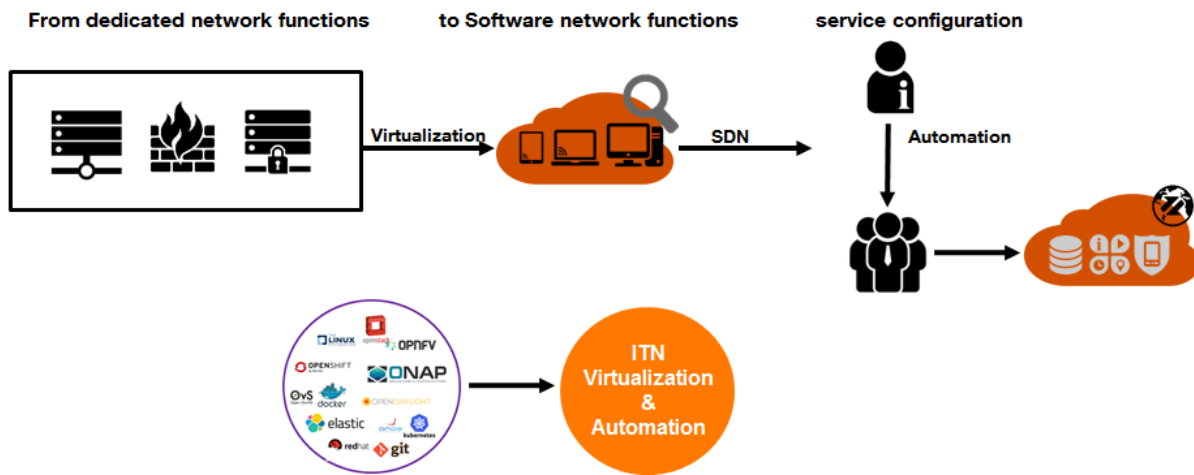 From dedicated network functions
to Software network functions
service configuration
Virtualization
SDN
Automation
i
THE
LINUX
openstack
OPNFV
OPENSHIFT
ONAP
OvS
docker
OPENDAYLIGHT
elastic
kubernetes
redhat
git
ITN
Virtualization
&
Automation